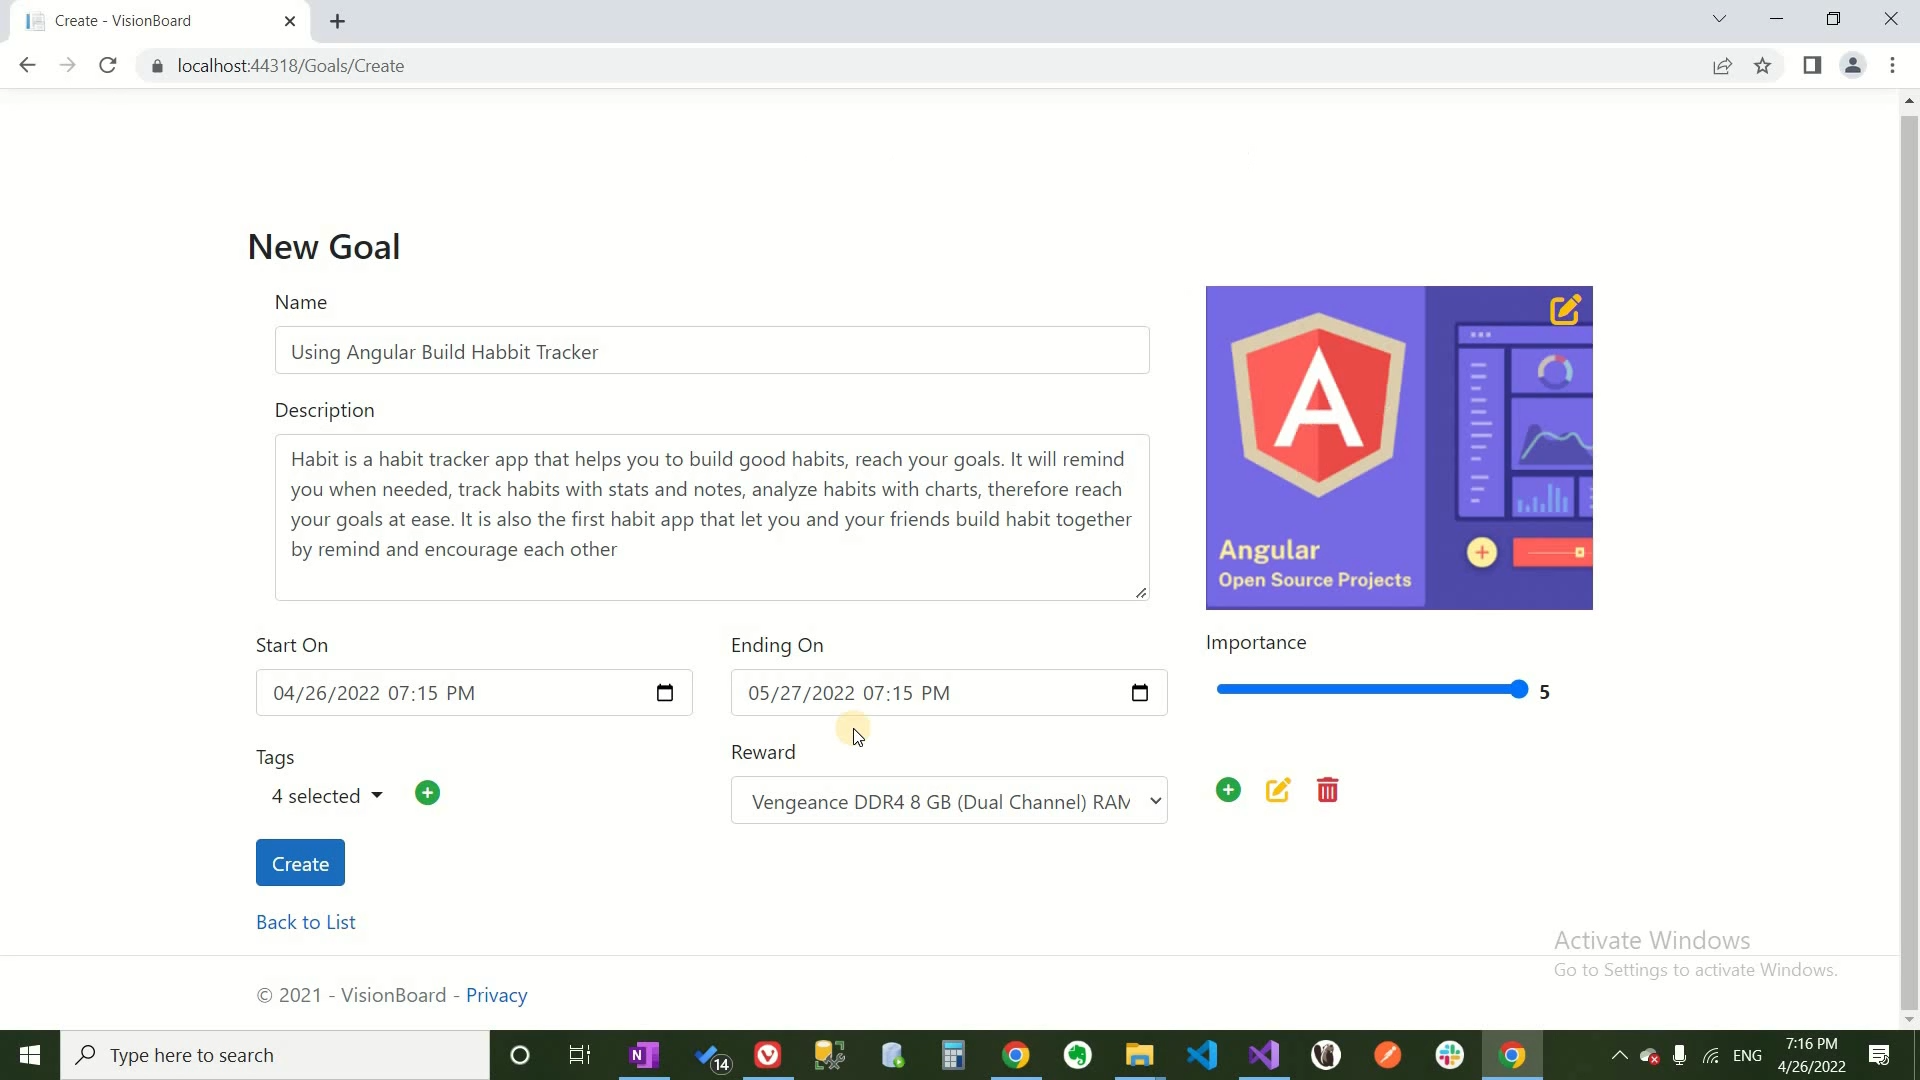 Create - VisionBoard
localhost:44318/Goals/Create
New Goal
Name
Using Angular Build Habbit Tracker
Description
Habit is a habit tracker app that helps you to build good habits, reach your goals. It will remind
you when needed, track habits with stats and notes, analyze habits with charts, therefore reach
your goals at ease. It is also the first habit app that let you and your friends build habit together
by remind and encourage each other
A
Angular
Open Source Projects
Start On
Ending On
Importance
04/26/2022 07:15 PM
05/27/2022 07:15 PM
5
Tags
Reward
4 selected
Vengeance DDR4 8 GB (Dual Channel) RAM
Create
Back to List
Activate Windows
Go to Settings to activate Windows.
© 2021 - VisionBoard - Privacy
Type here to search
N
14
ENG
7:16 PM
4/26/2022